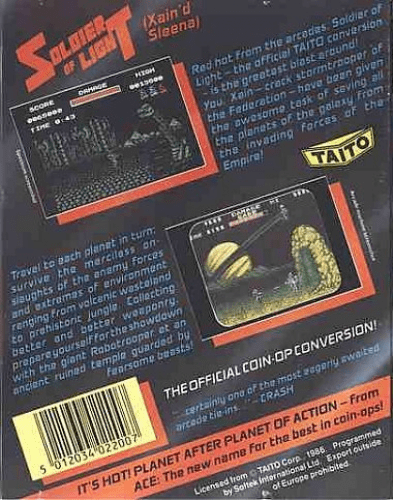 SOLDIER
OF LIGHT
(Xain'd
Sleena)
Red hot from the arcades, Soldier of
Light - the official TAITO conversion
- is the greatest blast around!
You, Xain - crack stormtrooper of
the Federation - have been given
the awesome task of saving all
the planets of the galaxy from
the invading forces of the
Empire!
TAITO
SCORE DAMAGE HIGH
0065000 0013500
TIME 0:43
DAMAGE HI
Travel to each planet in turn,
survive the merciless on-
slaughts of the enemy forces
and extremes of environment
ranging from volcanic wasteland
to prehistoric jungle. Collecting
better and better weaponry,
prepare yourself for the showdown
with the giant Robotrooper et an
ancient ruined temple guarded by
fearsome beasts!
THE OFFICIAL COIN-OP CONVERSION!
"...certainly one of the most eagerly awaited
arcade tie-ins..." - CRASH
5 012034 022007
IT'S HOT! PLANET AFTER PLANET OF ACTION - from
ACE: The new name for the best in coin-ops!
Licensed from © TAITO Corp. 1986. Programmed
by Softek International Ltd. Export outside
of Europe prohibited.